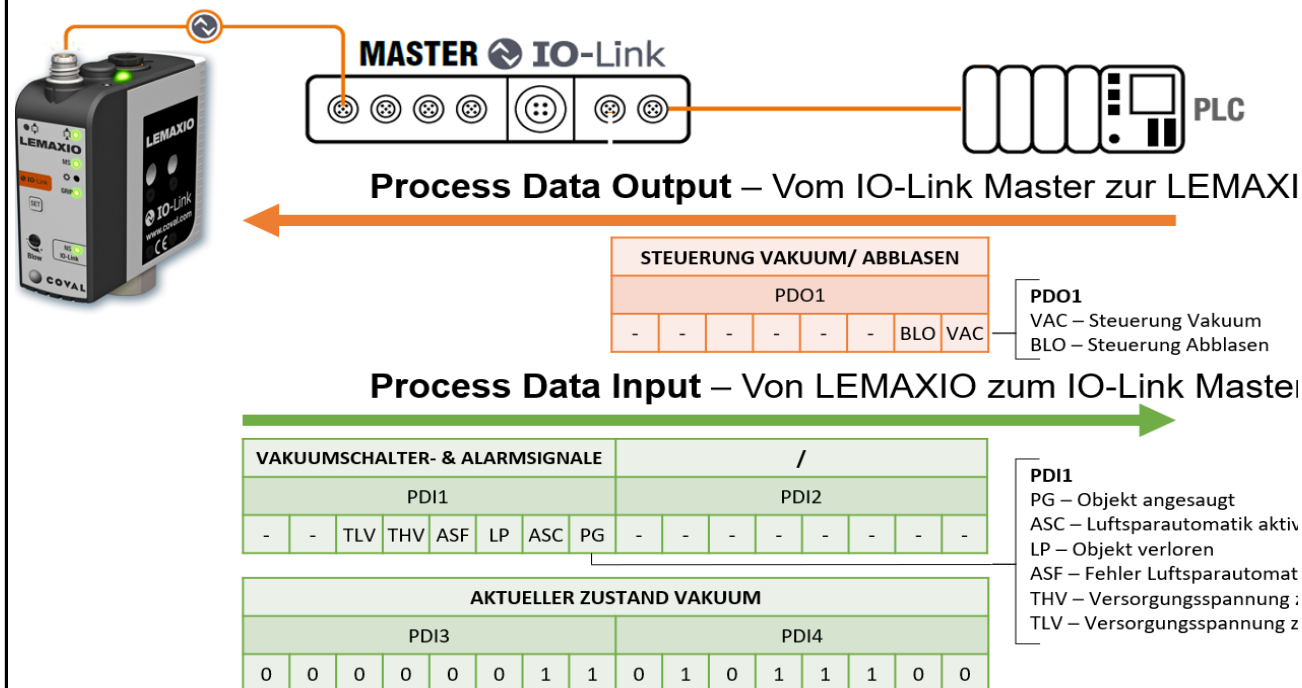 MASTER IO-Link
PLC
LEMAXIO
LEMAXIO
MS
IO-Link
GRIP
SET
IO-Link
www.coval.com
CE
Blow
NS
IO-Link
COVAL
Process Data Output – Vom IO-Link Master zur LEMAXI
STEUERUNG VAKUUM/ ABBLASEN
PDO1
- - - - - - BLO VAC
PDO1
VAC – Steuerung Vakuum
BLO – Steuerung Abblasen
Process Data Input – Von LEMAXIO zum IO-Link Master
VAKUUMSCHALTER- & ALARMSIGNALE /
PDI1 PDI2
- - TLV THV ASF LP ASC PG - - - - - - - -
PDI1
PG – Objekt angesaugt
ASC – Luftsparautomatik aktiv
LP – Objekt verloren
ASF – Fehler Luftsparautomat
THV – Versorgungsspannung z
TLV – Versorgungsspannung z
AKTUELLER ZUSTAND VAKUUM
PDI3 PDI4
0 0 0 0 0 0 1 1 0 1 0 1 1 1 0 0